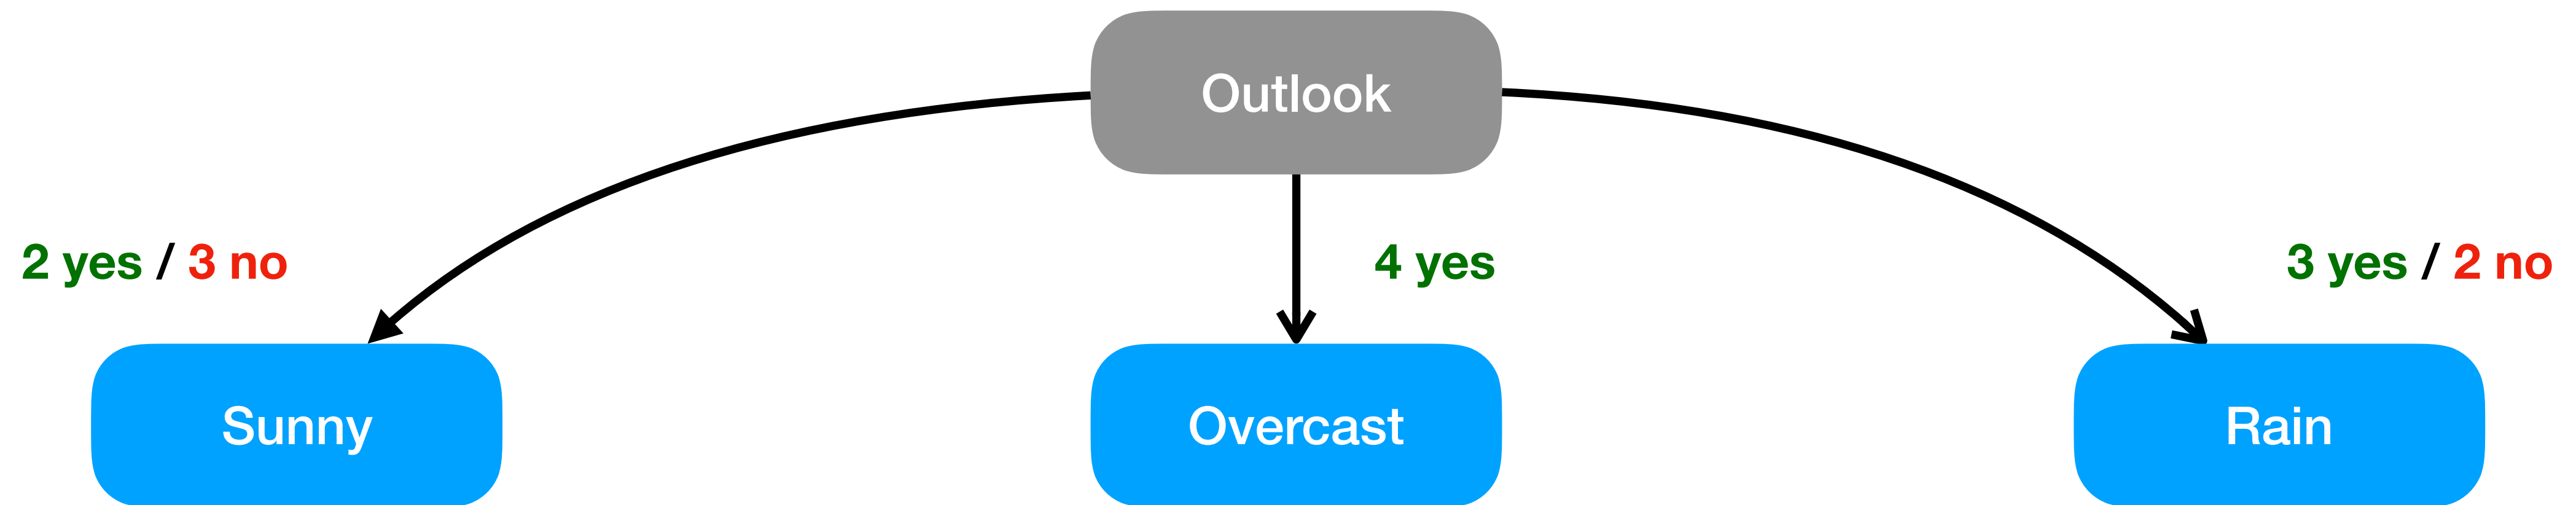 Outlook
2 yes / 3 no
4 yes
3 yes / 2 no
Sunny
Overcast
Rain